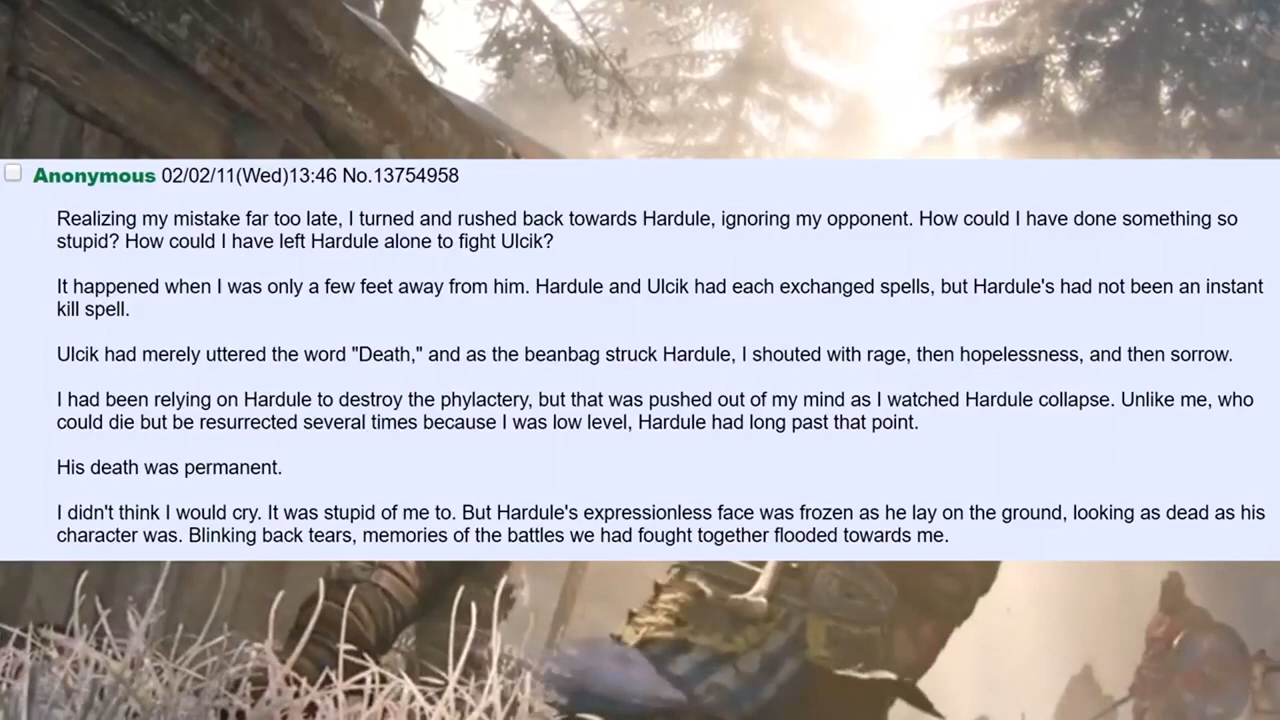 Anonymous 02/02/11(Wed)13:46 No.13754958
Realizing my mistake far too late, I turned and rushed back towards Hardule, ignoring my opponent. How could I have done something so
stupid? How could I have left Hardule alone to fight Ulcik?
It happened when I was only a few feet away from him. Hardule and Ulcik had each exchanged spells, but Hardule's had not been an instant
kill spell.
Ulcik had merely uttered the word "Death," and as the beanbag struck Hardule, I shouted with rage, then hopelessness, and then sorrow.
I had been relying on Hardule to destroy the phylactery, but that was pushed out of my mind as I watched Hardule collapse. Unlike me, who
could die but be resurrected several times because I was low level, Hardule had long past that point.
His death was permanent.
I didn't think I would cry. It was stupid of me to. But Hardule's expressionless face was frozen as he lay on the ground, looking as dead as his
character was. Blinking back tears, memories of the battles we had fought together flooded towards me.